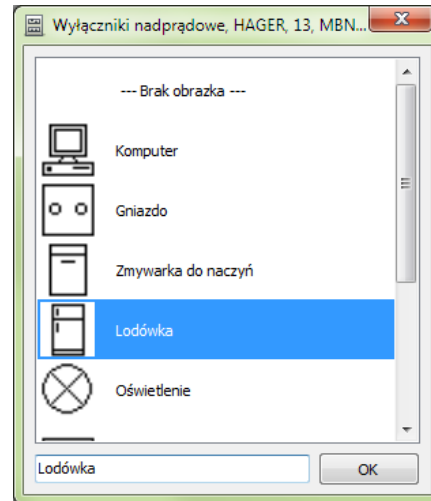 Wyłączniki nadprądowe, HAGER, 13, MBN...
--- Brak obrazka ---
Komputer
Gniazdo
Zmywarka do naczyń
Lodówka
Oświetlenie
Lodówka
OK